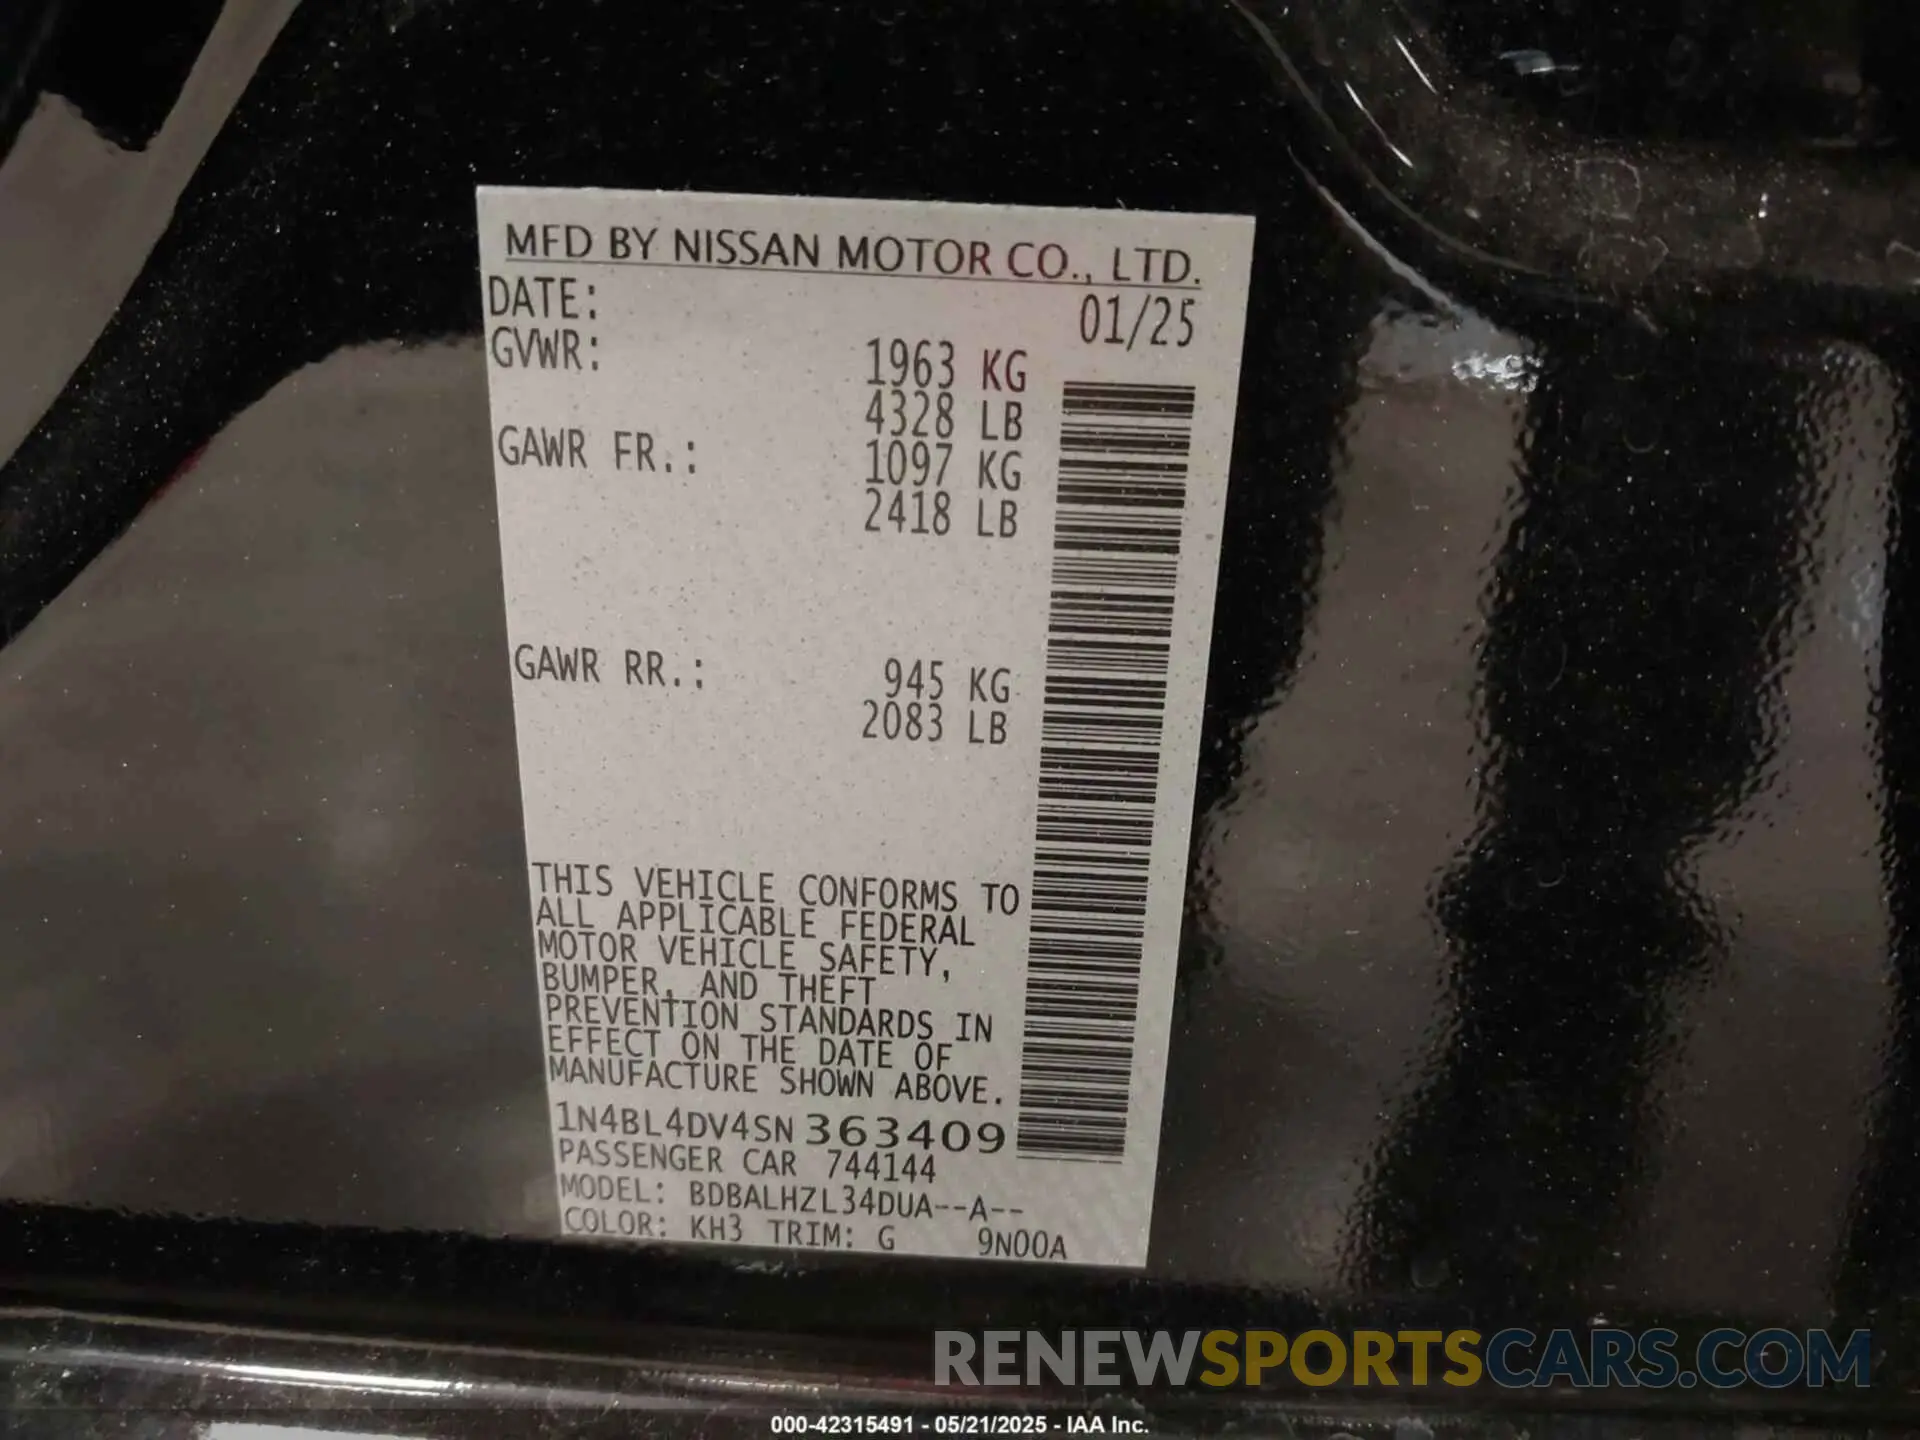 MFD BY NISSAN MOTOR CO., LTD.
DATE: 01/25
GVWR: 1963 KG
4328 LB
GAWR FR.: 1097 KG
2418 LB
GAWR RR.: 945 KG
2083 LB
THIS VEHICLE CONFORMS TO
ALL APPLICABLE FEDERAL
MOTOR VEHICLE SAFETY,
BUMPER, AND THEFT
PREVENTION STANDARDS IN
EFFECT ON THE DATE OF
MANUFACTURE SHOWN ABOVE.
1N4BL4DV4SN363409
PASSENGER CAR 744144
MODEL: BDBALHZL34DUA--A--
COLOR: KH3 TRIM: G 9N00A
RENEWSPORTSCARS.COM
000-42315491 - 05/21/2025 - IAA Inc.